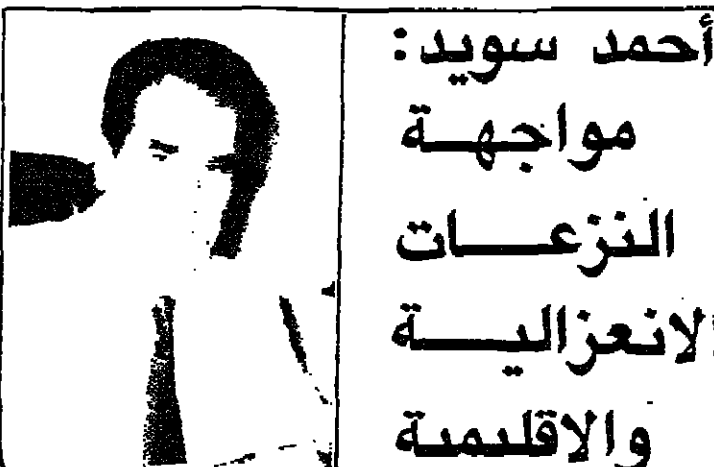 أحمد سويد:
مواجهة
النزعات
الانعزالية
والاقليمية